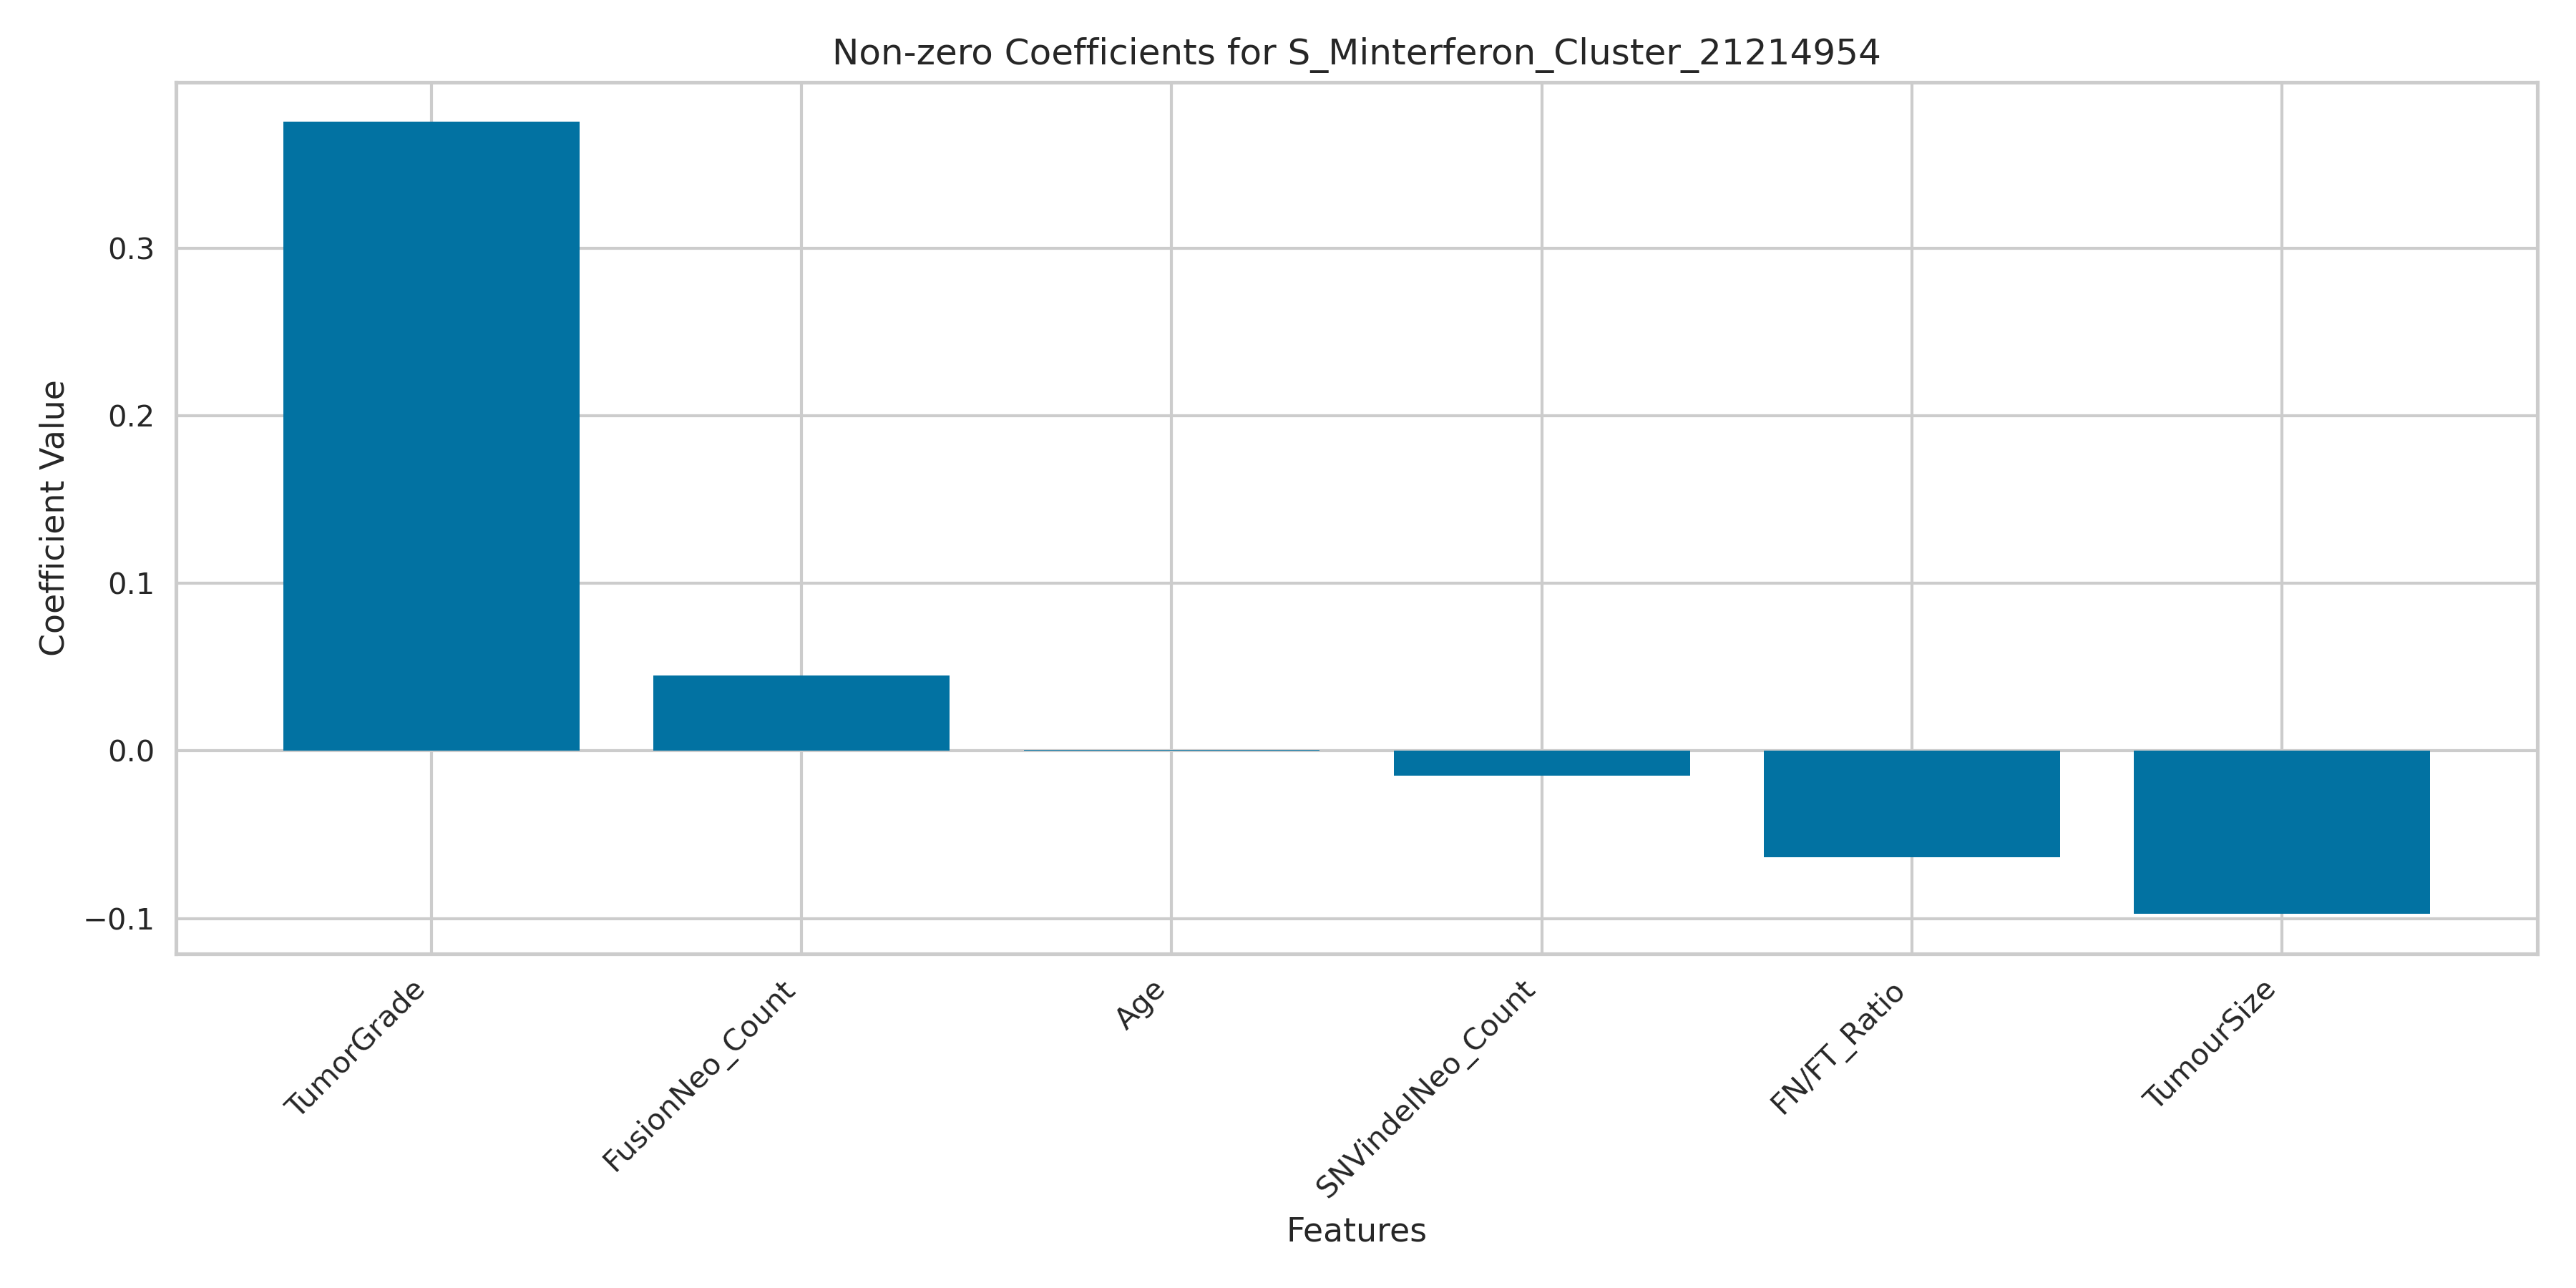 Non-zero Coefficients for S_Minterferon_Cluster_21214954
Coefficient Value
0.3
0.2
0.1
0.0
−0.1
TumorGrade
FusionNeo_Count
Age
SNVindelNeo_Count
FN/FT_Ratio
TumourSize
Features